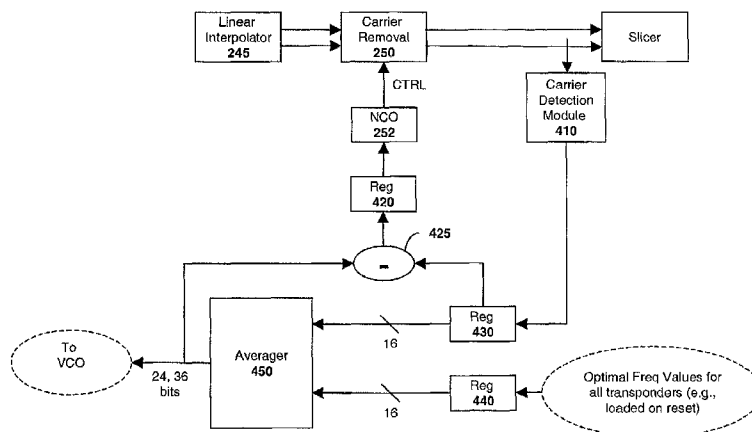 Linear
Interpolator
245
Carrier
Removal
250
Slicer
CTRL
Carrier
Detection
Module
410
NCO
252
Reg
420
425
-
To
VCO
24, 36
bits
Averager
450
16
Reg
430
16
Reg
440
Optimal Freq Values for
all transponders (e.g.,
loaded on reset)